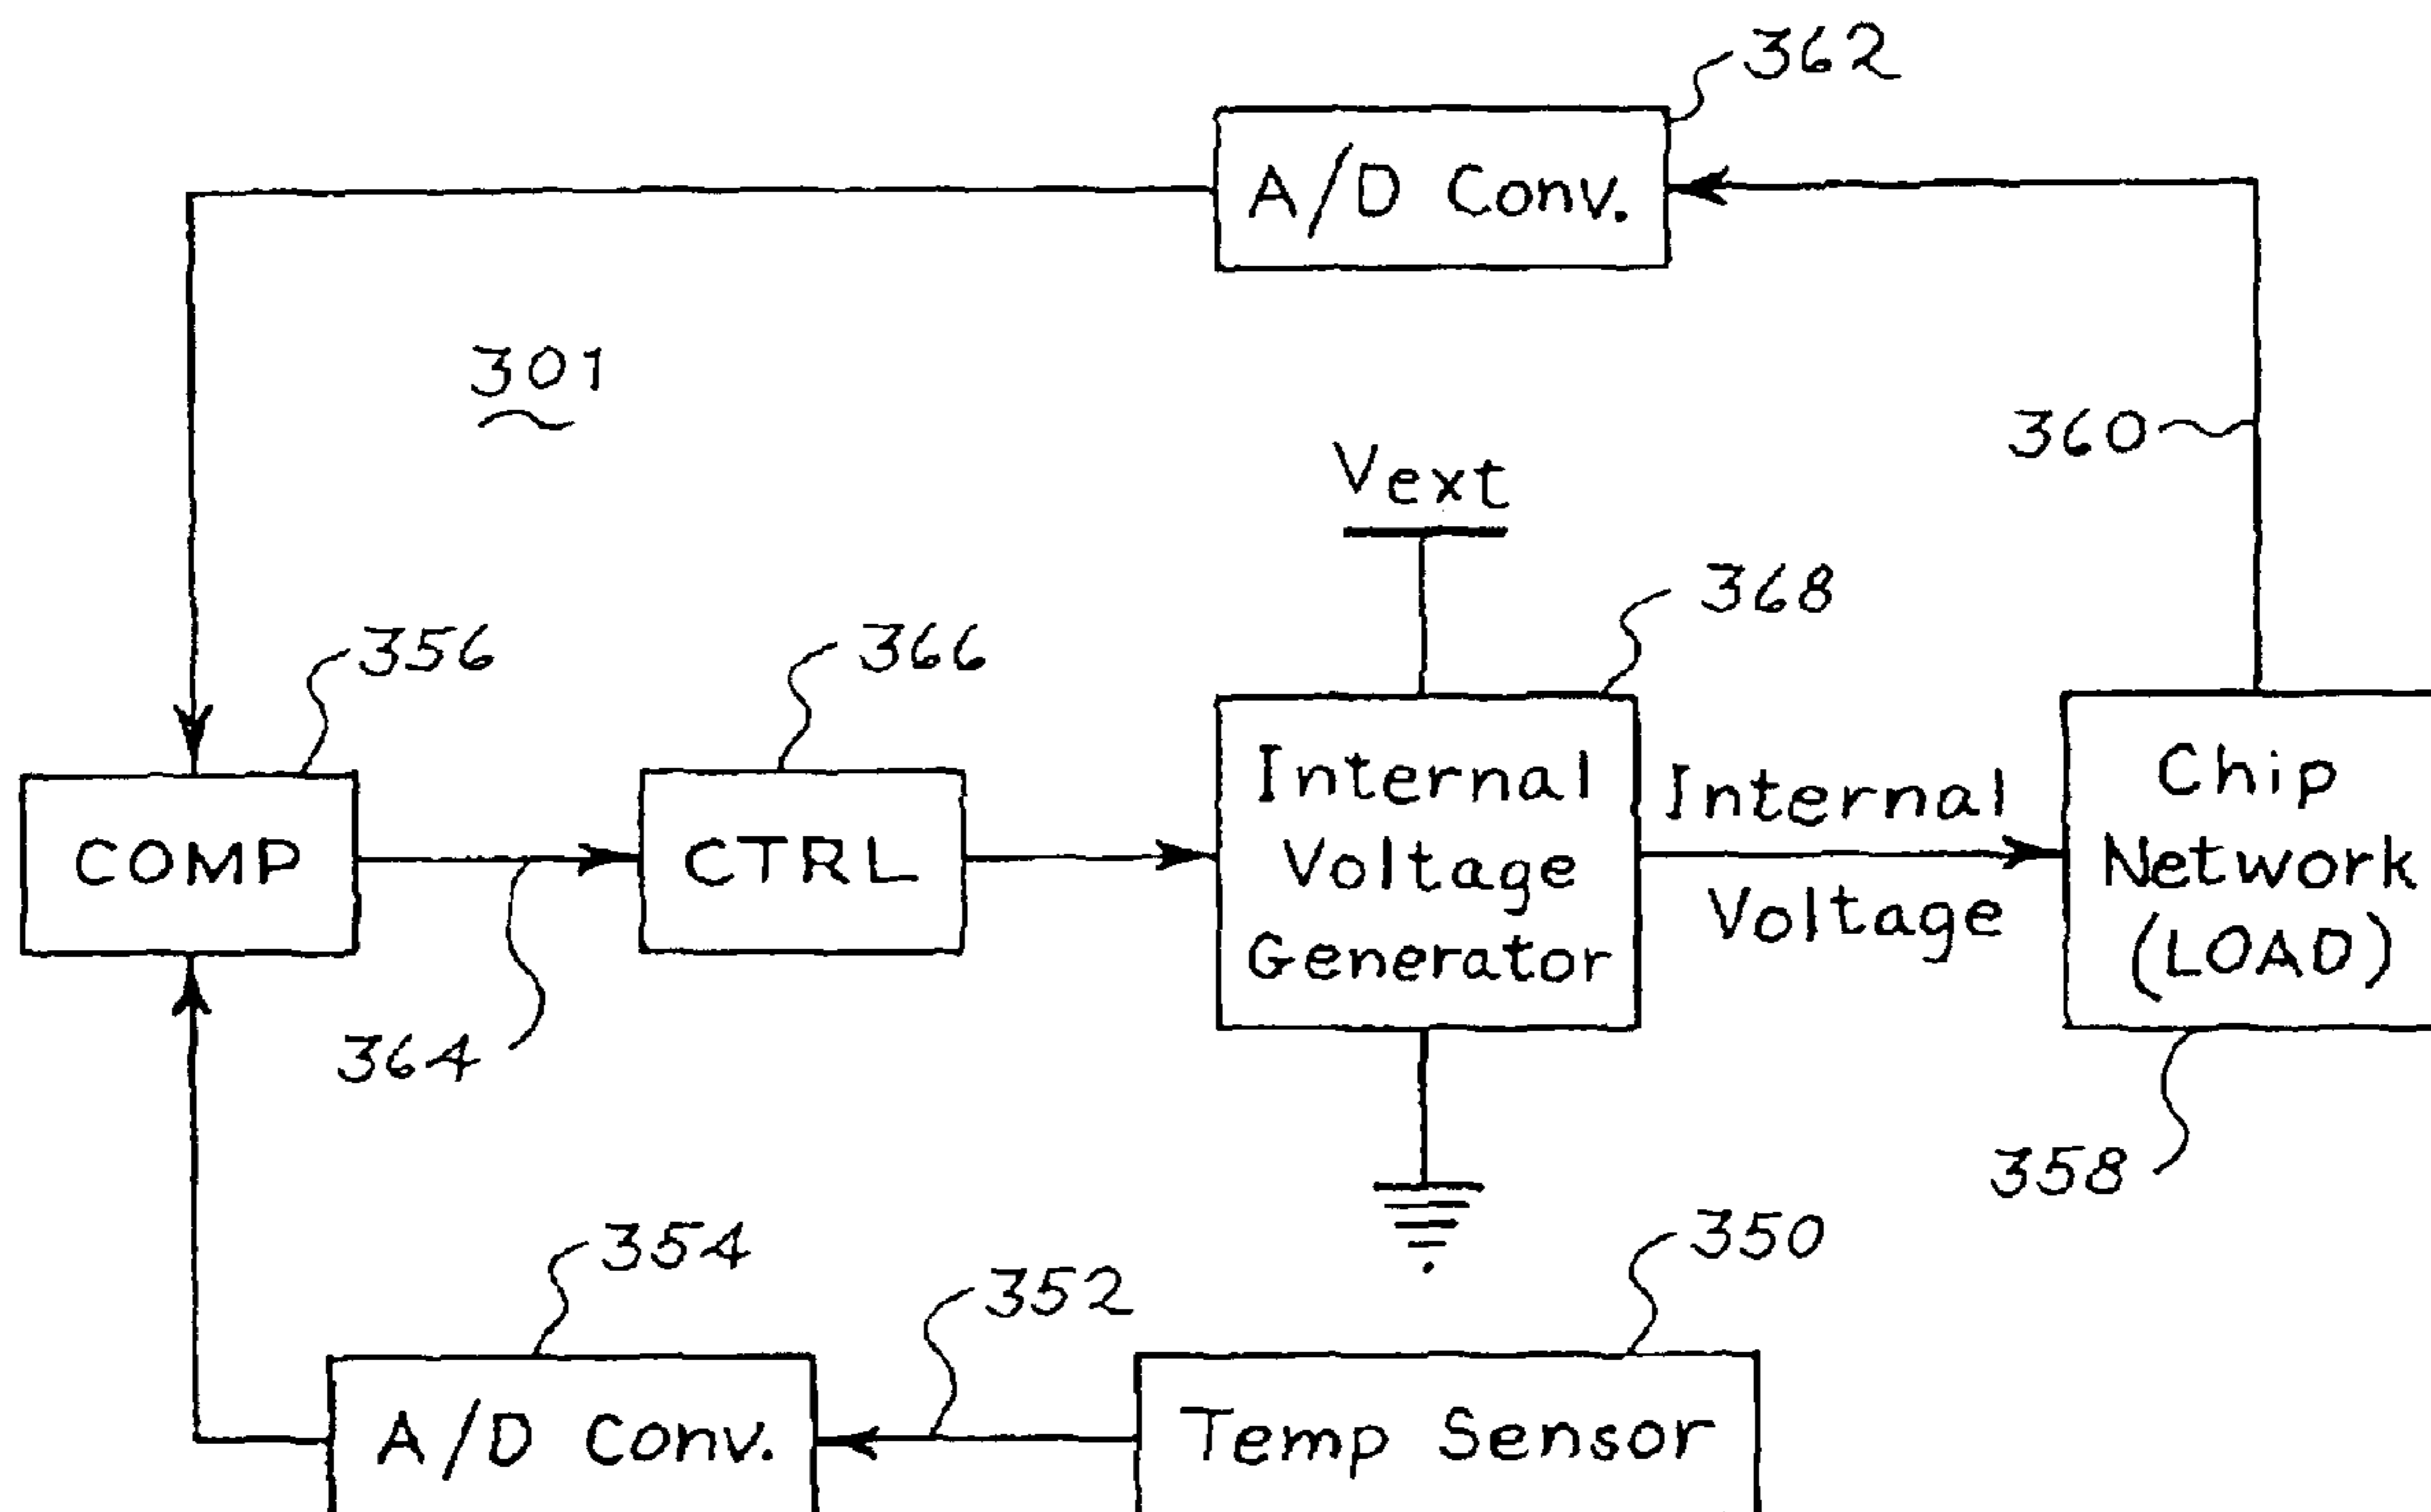 362
A/D Conv.
301
360
Vext
368
356
366
Internal
Voltage
Generator
Internal
Voltage
Chip
Network
(LOAD)
COMP
CTRL
364
358
354
352
350
A/D Conv.
Temp Sensor